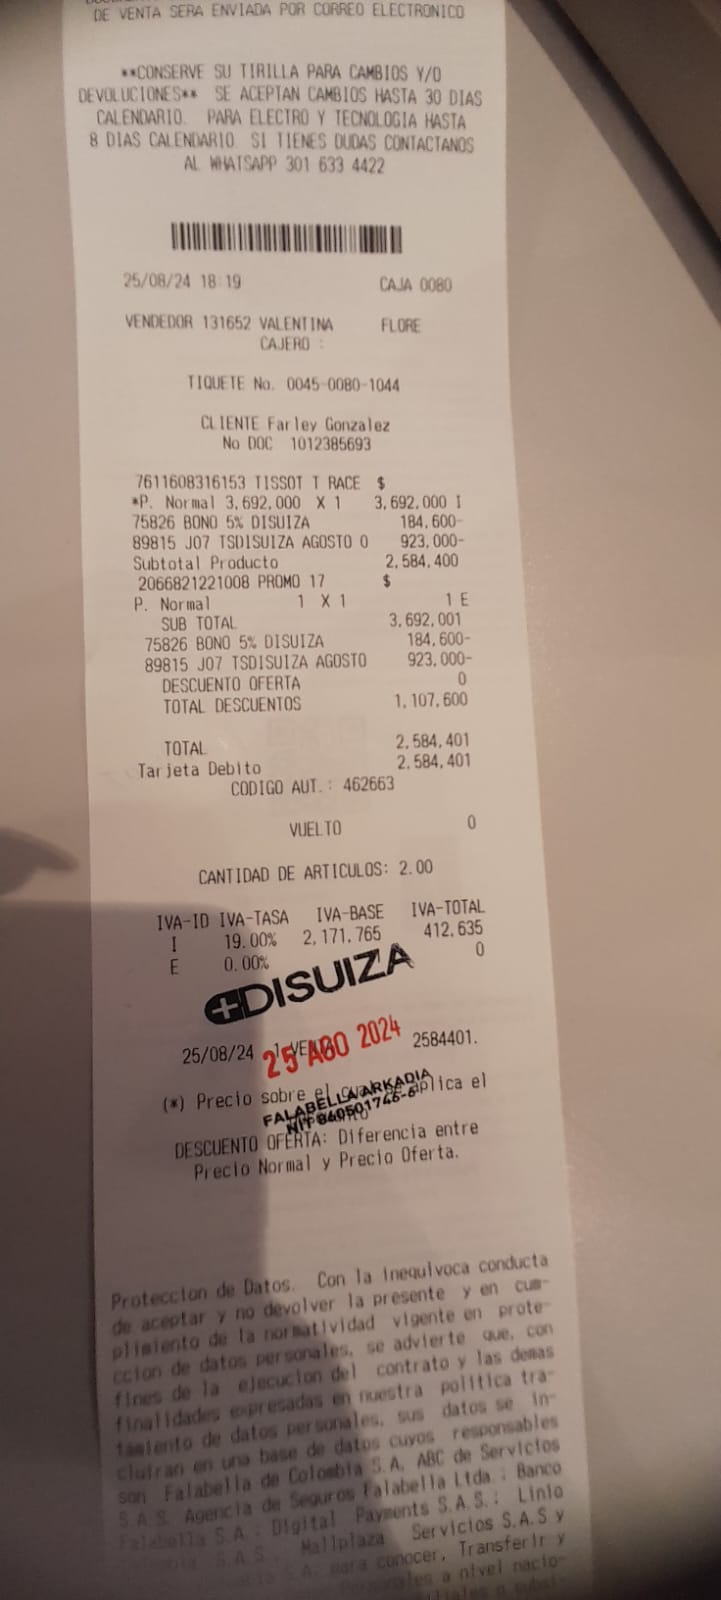 DE VENTA SERA ENVIADA POR CORREO ELECTRONICO
**CONSERVE SU TIRILLA PARA CAMBIOS Y/O
DEVOLUCIONES** SE ACEPTAN CAMBIOS HASTA 30 DIAS
CALENDARIO. PARA ELECTRO Y TECNOLOGIA HASTA
8 DIAS CALENDARIO. SI TIENES DUDAS CONTACTANOS
AL WHATSAPP 301 633 4422
25/08/24 18:19 CAJA 0080
VENDEDOR 131652 VALENTINA FLORE
CAJERO :
TIQUETE No. 0045-0080-1044
CLIENTE Farley Gonzalez
No DOC 1012385693
7611608316153 TISSOT T RACE $
*P. Normal 3,692,000 X 1 3,692,000 I
75826 BONO 5% DISUIZA 184,600-
89815 J07 TSDISUIZA AGOSTO 0 923,000-
Subtotal Producto 2,584,400
2066821221008 PROMO 17 $
P. Normal 1 X 1 1 E
SUB TOTAL 3,692,001
75826 BONO 5% DISUIZA 184,600-
89815 J07 TSDISUIZA AGOSTO 923,000-
DESCUENTO OFERTA 0
TOTAL DESCUENTOS 1,107,600
TOTAL 2,584,401
Tarjeta Debito 2,584,401
CODIGO AUT.: 462663
VUELTO 0
CANTIDAD DE ARTICULOS: 2.00
IVA-ID IVA-TASA IVA-BASE IVA-TOTAL
I 19.00% 2,171,765 412,635
E 0.00% 0
DISUIZA
25/08/24 2584401.
25 AGO 2024
(*) Precio sobre el aplica el
FALABELLA ARKADIA
NIT 860501745-6
DESCUENTO OFERTA: Diferencia entre
Precio Normal y Precio Oferta.
Proteccion de Datos. Con la inequivoca conducta
de aceptar y no devolver la presente y en cum-
plimiento de la normatividad vigente en prote-
ccion de datos personales, se advierte que, con
fines de la ejecucion del contrato y las demas
finalidades expresadas en nuestra politica tra-
tamiento de datos personales, sus datos se in-
cluiran en una base de datos cuyos responsables
son Falabella de Colombia S.A. ABC de Servicios
S.A.S. Agencia de Seguros Falabella Ltda.; Banco
Falabella S.A.; Digital Payments S.A.S.; Linio
S.A.S. Mallplaza Servicios S.A.S y
S.A. para conocer, Transferir y
a nivel nacio-